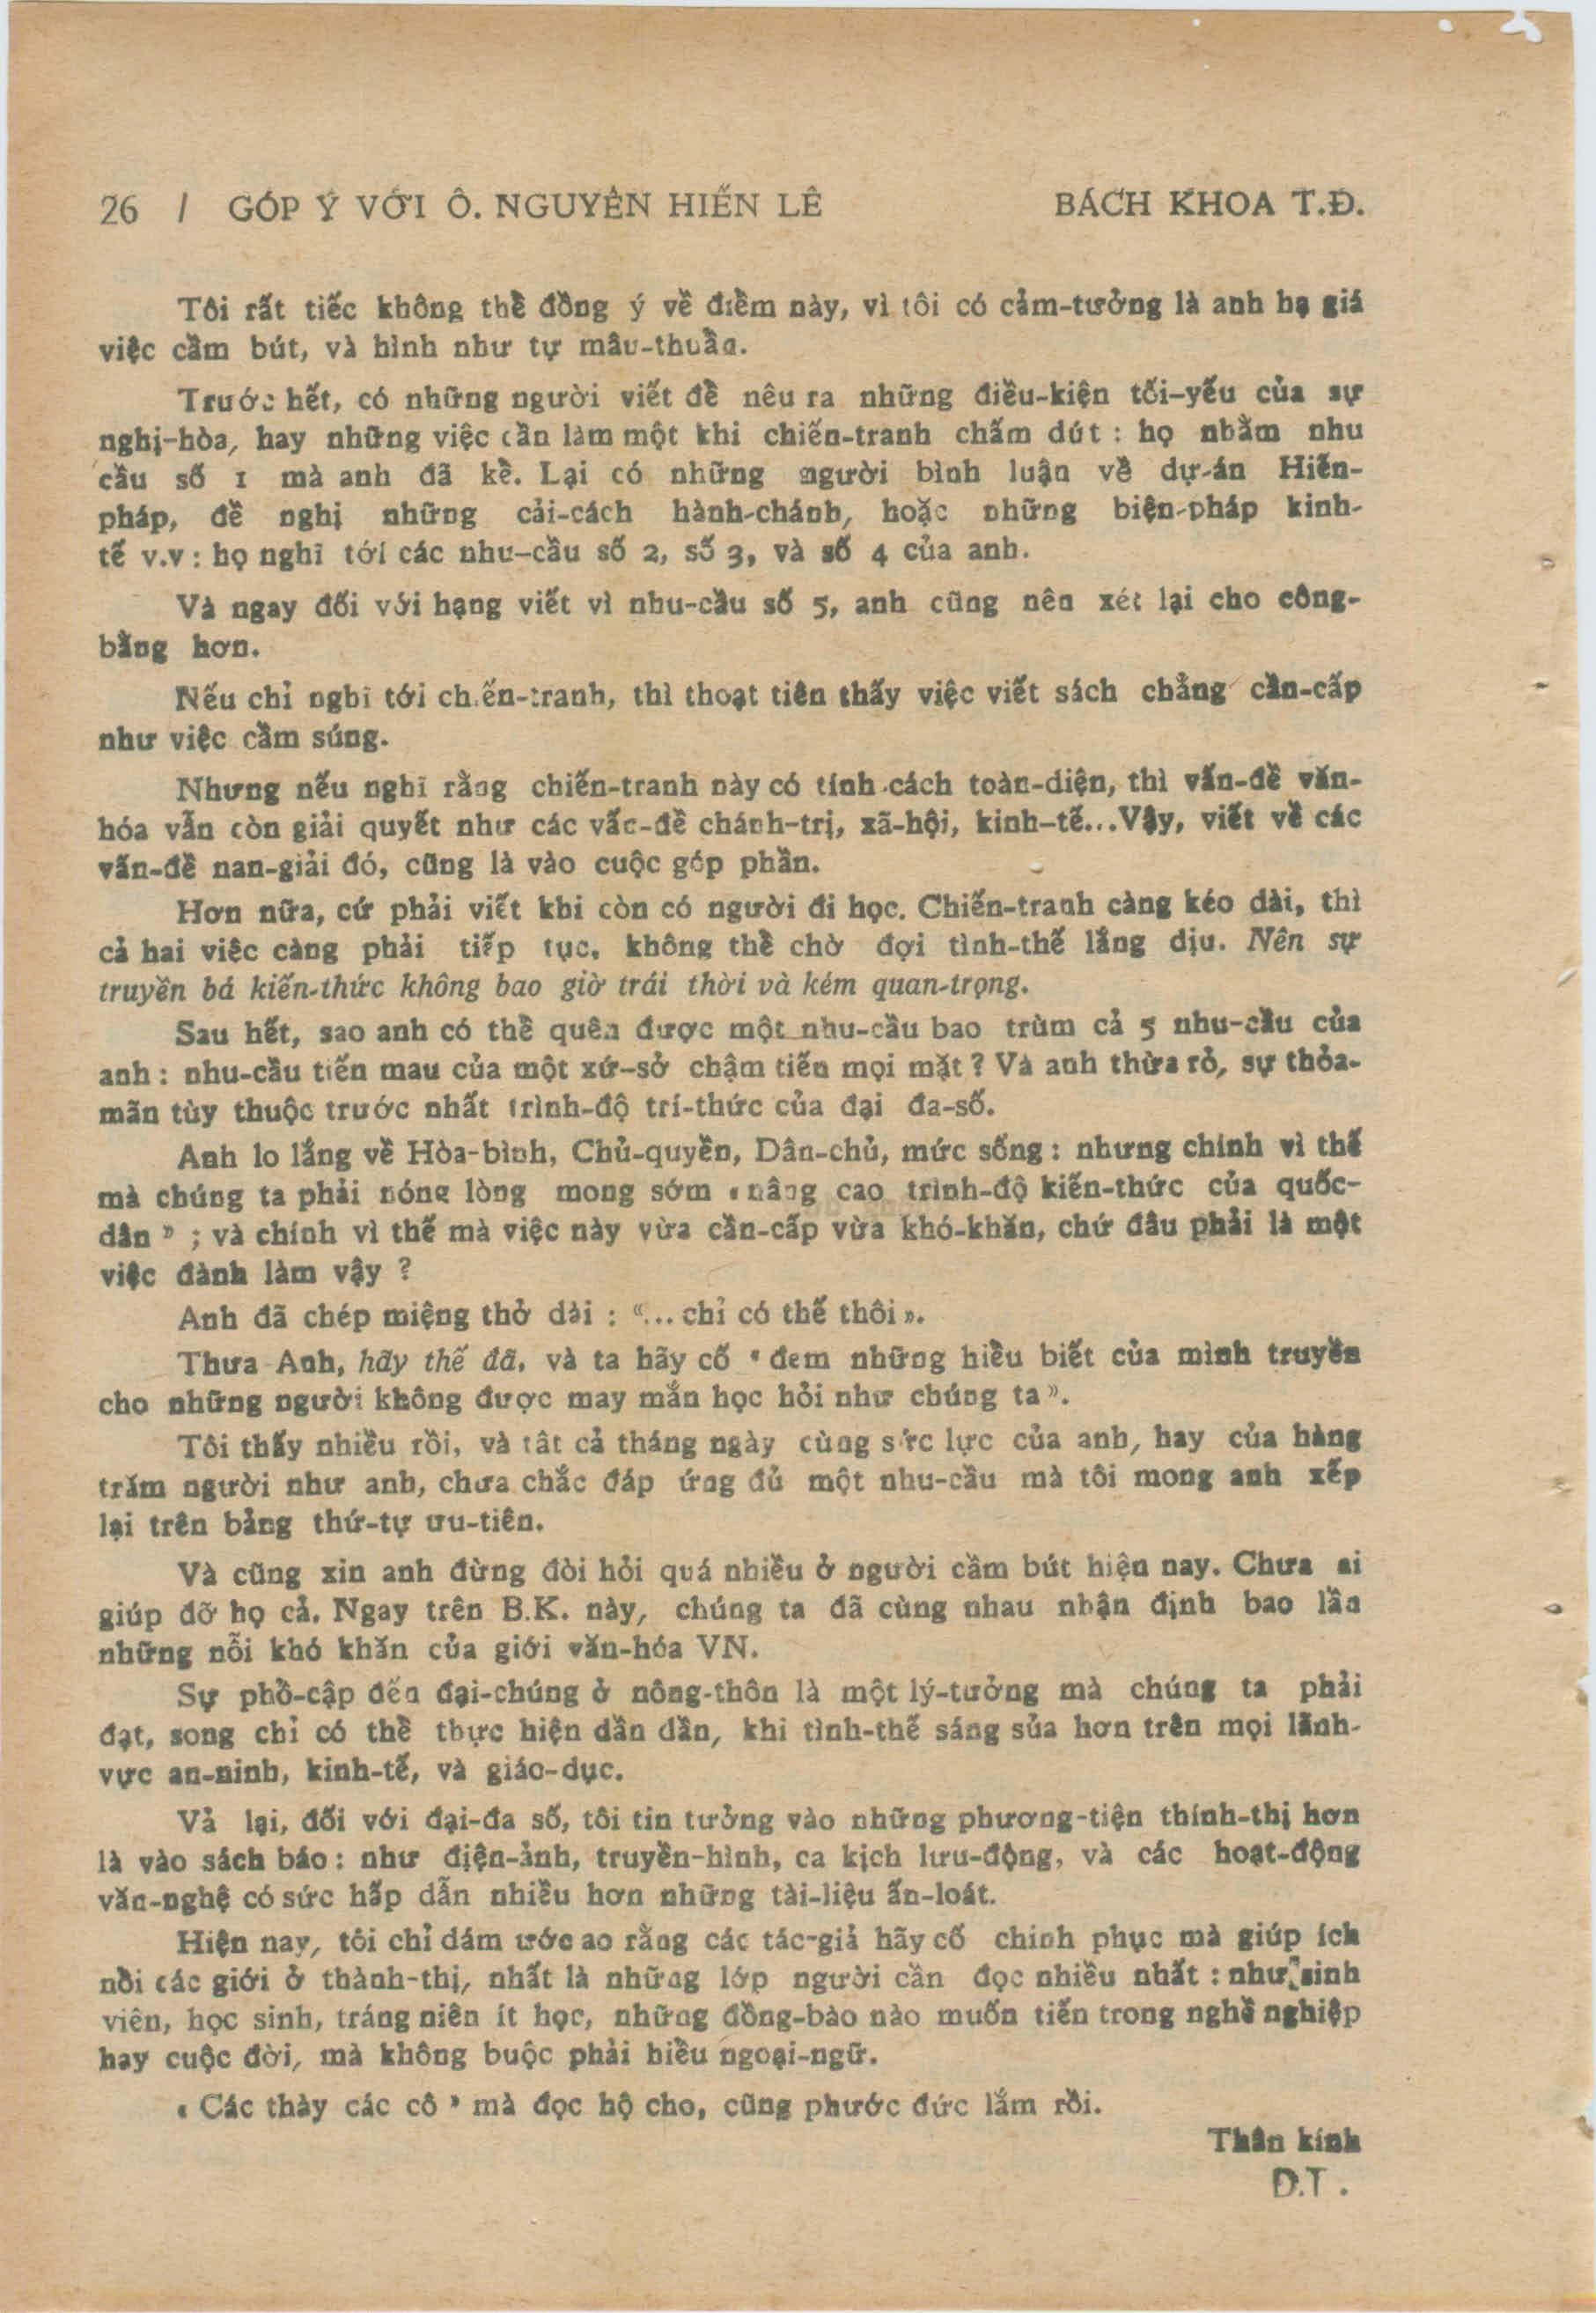 26 / GÓP Ý VỚI Ô. NGUYỄN HIẾN LÊ BÁCH KHOA T.Đ.
Tôi rất tiếc không thể đồng ý về điểm này, vì tôi có cảm-tưởng là anh hạ giá
việc cầm bút, và hình như tự mâu-thuẫn.
Trước hết, có những người viết để nêu ra những điều-kiện tối-yếu của sự
nghị-hòa, hay những việc cần làm một khi chiến-tranh chấm dứt : họ nhằm nhu
cầu số 1 mà anh đã kể. Lại có những người bình luận về dự-án Hiến-
pháp, đề nghị những cải-cách hành-chánh, hoặc những biện-pháp kinh-
tế v.v : họ nghĩ tới các nhu-cầu số 2, số 3, và số 4 của anh.
Và ngay đối với hạng viết vì nhu-cầu số 5, anh cũng nên xét lại cho công-
bằng hơn.
Nếu chỉ nghĩ tới chiến-tranh, thì thoạt tiên thấy việc viết sách chẳng cần-cấp
như việc cầm súng.
Nhưng nếu nghĩ rằng chiến-tranh này có tính cách toàn-diện, thì vấn-đề văn-
hóa vẫn còn giải quyết như các vấn-đề chánh-trị, xã-hội, kinh-tế...Vậy, viết về các
vấn-đề nan-giải đó, cũng là vào cuộc góp phần.
Hơn nữa, cứ phải viết khi còn có người đi học. Chiến-tranh càng kéo dài, thì
cả hai việc càng phải tiếp tục, không thể chờ đợi tình-thế lắng dịu. Nên sự
truyền bá kiến-thức không bao giờ trái thời và kém quan-trọng.
Sau hết, sao anh có thể quên được một nhu-cầu bao trùm cả 5 nhu-cầu của
anh : nhu-cầu tiến mau của một xứ-sở chậm tiến mọi mặt ? Và anh thừa rõ, sự thỏa-
mãn tùy thuộc trước nhất trình-độ trí-thức của đại đa-số.
Anh lo lắng về Hòa-bình, Chủ-quyền, Dân-chủ, mức sống : nhưng chính vì thế
mà chúng ta phải nóng lòng mong sớm « nâng cao trình-độ kiến-thức của quốc-
dân » ; và chính vì thế mà việc này vừa cần-cấp vừa khó-khăn, chứ đâu phải là một
việc đành làm vậy ?
Anh đã chép miệng thở dài : «... chỉ có thế thôi ».
Thưa Anh, hãy thế đã, và ta hãy cố « đem những hiểu biết của mình truyền
cho những người không được may mắn học hỏi như chúng ta ».
Tôi thấy nhiều rồi, và tất cả tháng ngày cùng sức lực của anh, hay của hàng
trăm người như anh, chưa chắc đáp ứng đủ một nhu-cầu mà tôi mong anh xếp
lại trên bảng thứ-tự ưu-tiên.
Và cũng xin anh đừng đòi hỏi quá nhiều ở người cầm bút hiện nay. Chưa ai
giúp đỡ họ cả. Ngay trên B.K. này, chúng ta đã cùng nhau nhận định bao lần
những nỗi khó khăn của giới văn-hóa VN.
Sự phổ-cập đến đại-chúng ở nông-thôn là một lý-tưởng mà chúng ta phải
đạt, song chỉ có thể thực hiện dần dần, khi tình-thế sáng sủa hơn trên mọi lãnh-
vực an-ninh, kinh-tế, và giáo-dục.
Vả lại, đối với đại-đa số, tôi tin tưởng vào những phương-tiện thính-thị hơn
là vào sách báo : như điện-ảnh, truyền-hình, ca kịch lưu-động, và các hoạt-động
văn-nghệ có sức hấp dẫn nhiều hơn những tài-liệu ấn-loát.
Hiện nay, tôi chỉ dám ước ao rằng các tác-giả hãy cố chinh phục mà giúp ích
nổi các giới ở thành-thị, nhất là những lớp người cần đọc nhiều nhất : như sinh
viên, học sinh, tráng niên ít học, những đồng-bào nào muốn tiến trong nghề nghiệp
hay cuộc đời, mà không buộc phải hiểu ngoại-ngữ.
« Các thày các cô » mà đọc hộ cho, cũng phước đức lắm rồi.
Thân kính
Đ.T.